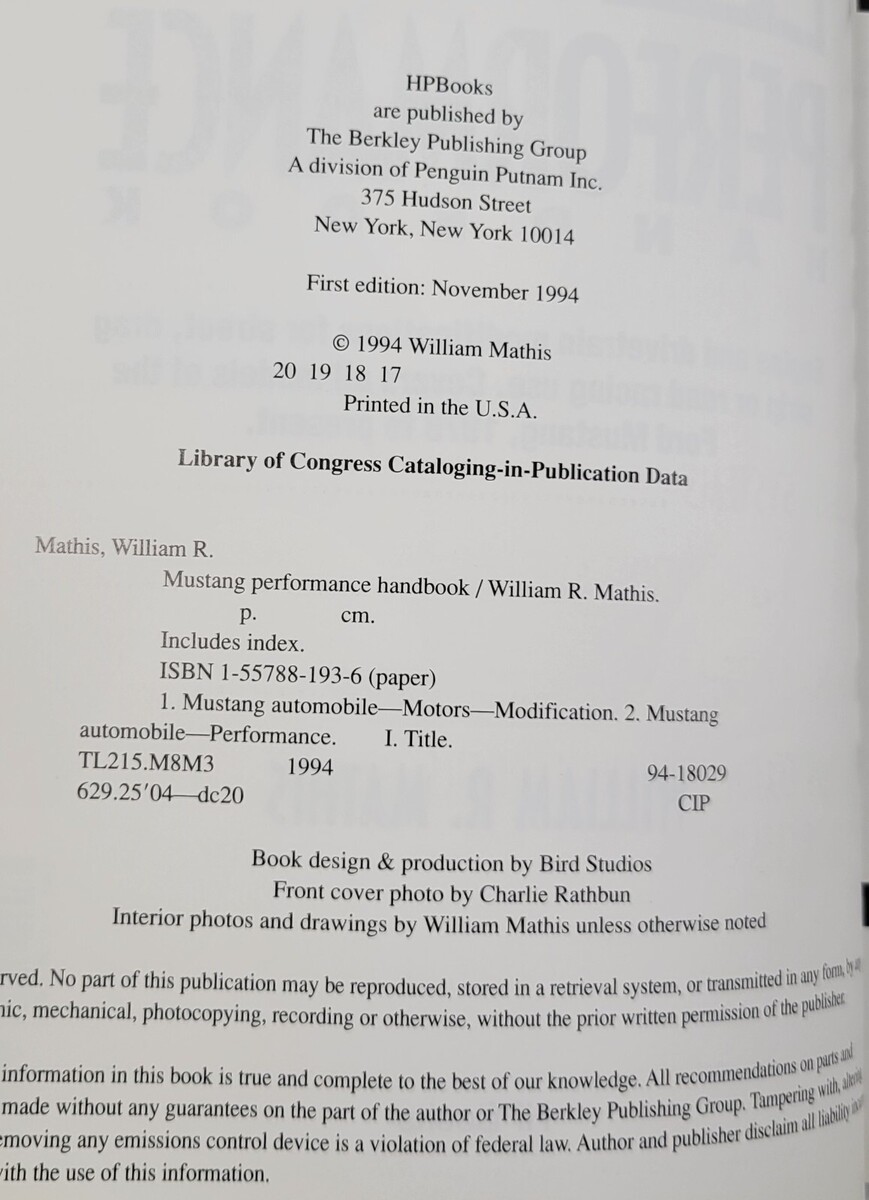 HPBooks
are published by
The Berkley Publishing Group
A division of Penguin Putnam Inc.
375 Hudson Street
New York, New York 10014
First edition: November 1994
© 1994 William Mathis
20 19 18 17
Printed in the U.S.A.
Library of Congress Cataloging-in-Publication Data
Mathis, William R.
Mustang performance handbook / William R. Mathis.
p. cm.
Includes index.
ISBN 1-55788-193-6 (paper)
1. Mustang automobile—Motors—Modification. 2. Mustang
automobile—Performance. I. Title.
TL215.M8M3 1994 94-18029
629.25′04—dc20 CIP
Book design & production by Bird Studios
Front cover photo by Charlie Rathbun
Interior photos and drawings by William Mathis unless otherwise noted
rved. No part of this publication may be reproduced, stored in a retrieval system, or transmitted in any form, by an
nic, mechanical, photocopying, recording or otherwise, without the prior written permission of the publisher.
information in this book is true and complete to the best of our knowledge. All recommendations on parts and
made without any guarantees on the part of the author or The Berkley Publishing Group. Tampering with,
emoving any emissions control device is a violation of federal law. Author and publisher disclaim all liability
with the use of this information.